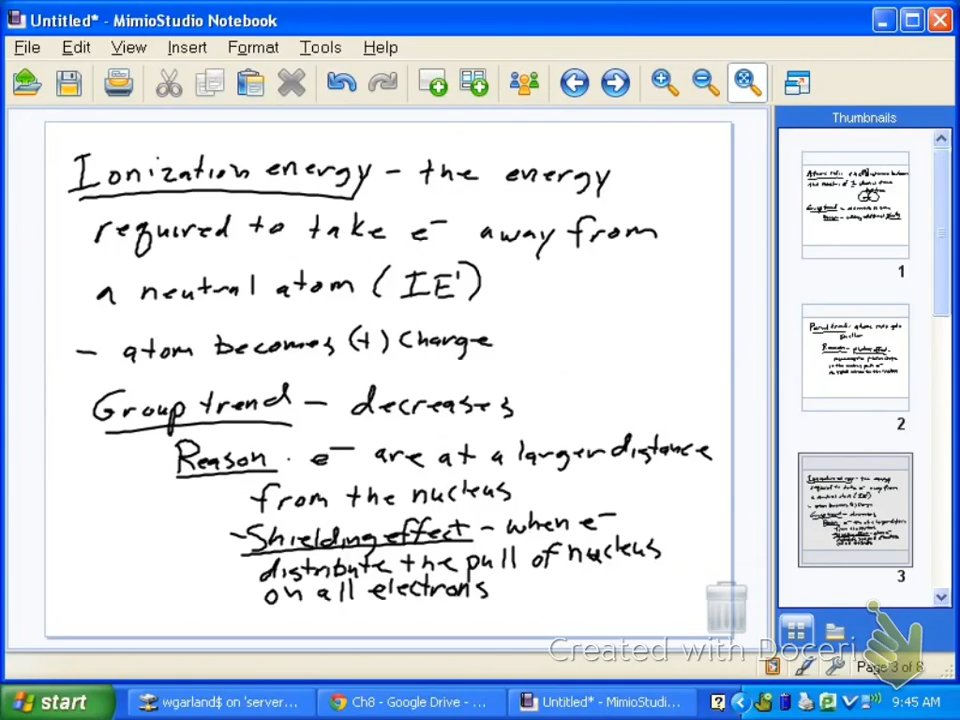 Untitled* - MimioStudio Notebook
File Edit View Insert Format Tools Help
Ionization energy - the energy
required to take e⁻ away from
a neutral atom (IE')
- atom becomes (+) charge
Group trend - decreases
Reason. e⁻ are at a larger distance
from the nucleus
- Shielding effect - when e⁻
distribute the pull of nucleus
on all electrons
Thumbnails
1
2
3
Created with Doceri
Page 3 of 8
start
wgarland$ on 'server...
Ch8 - Google Drive - ...
Untitled* - MimioStudi...
9:45 AM